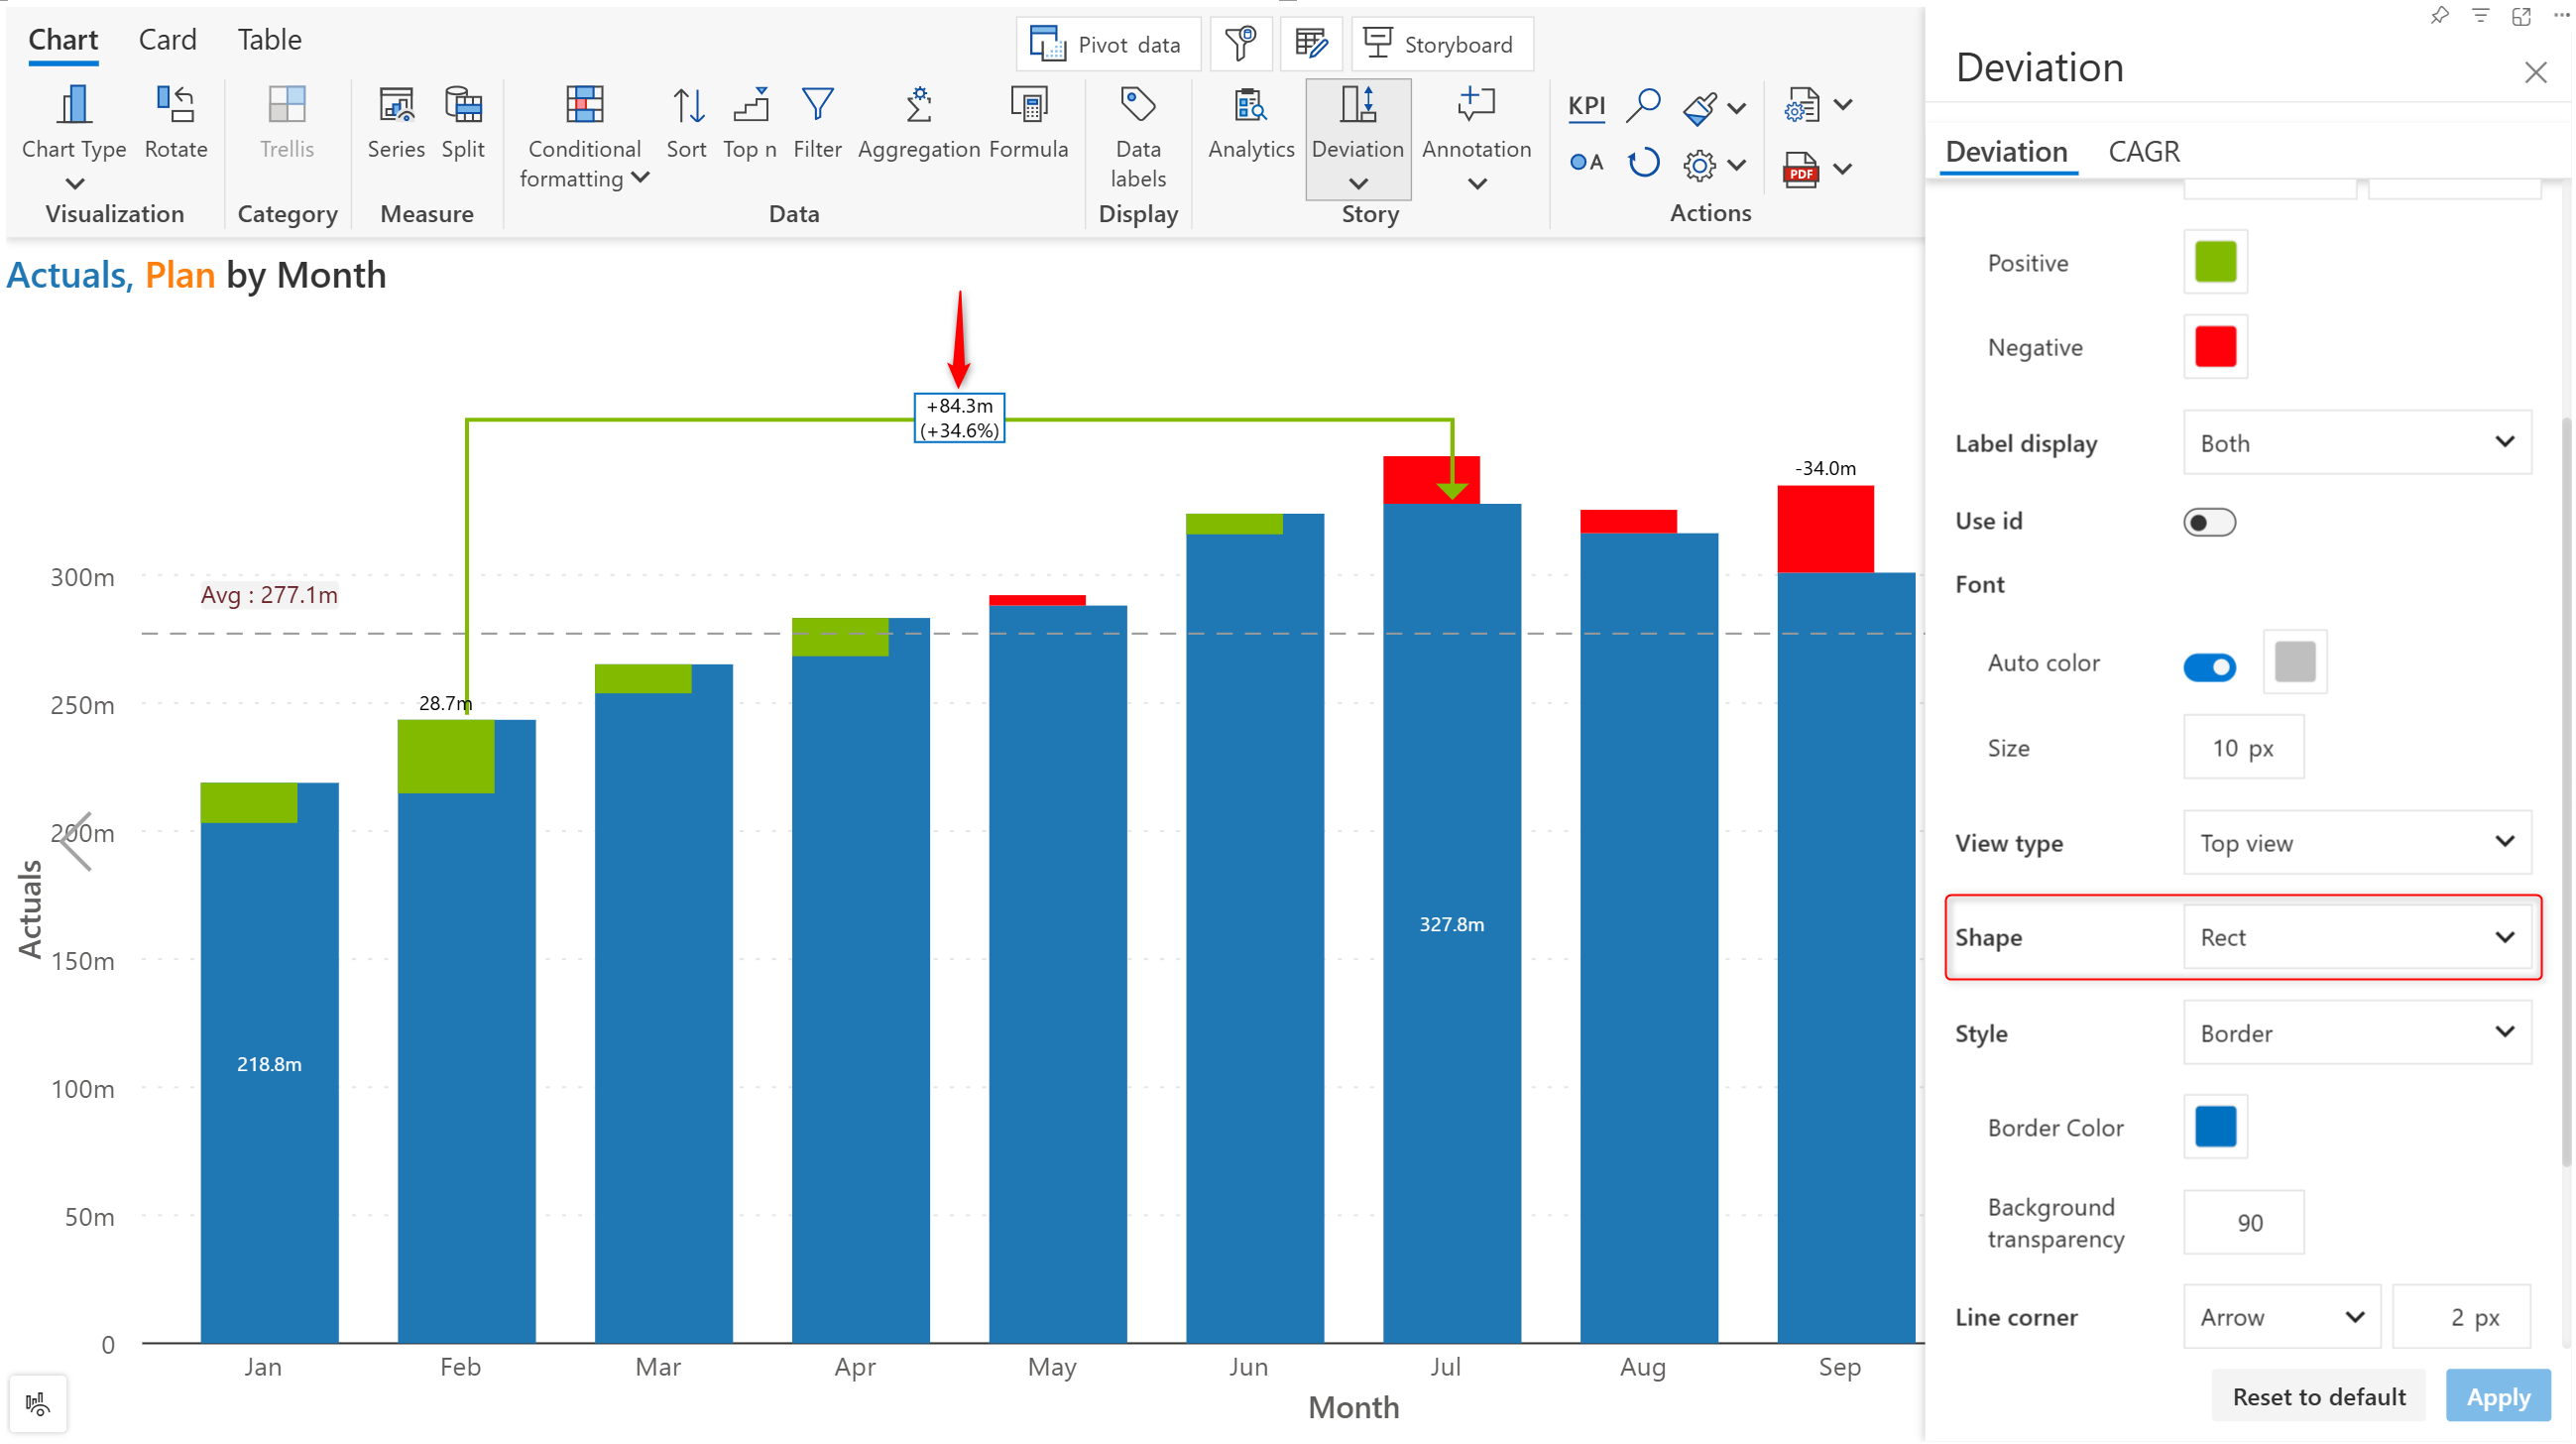 Chart Card Table
Pivot data
Storyboard
Chart Type
Rotate
Visualization
Trellis
Category
Series
Split
Measure
Conditional
formatting
Sort
Top n
Filter
Aggregation
Formula
Data
Data
labels
Display
Analytics
Deviation
Annotation
Story
KPI
A
PDF
Actions
Actuals, Plan by Month
+84.3m
(+34.6%)
-34.0m
300m
Avg : 277.1m
250m
28.7m
200m
Actuals
327.8m
150m
218.8m
100m
50m
0
Jan Feb Mar Apr May Jun Jul Aug Sep
Month
Deviation
Deviation CAGR
Positive
Negative
Label display Both
Use id
Font
Auto color
Size 10 px
View type Top view
Shape Rect
Style Border
Border Color
Background
transparency
90
Line corner Arrow 2 px
Reset to default Apply